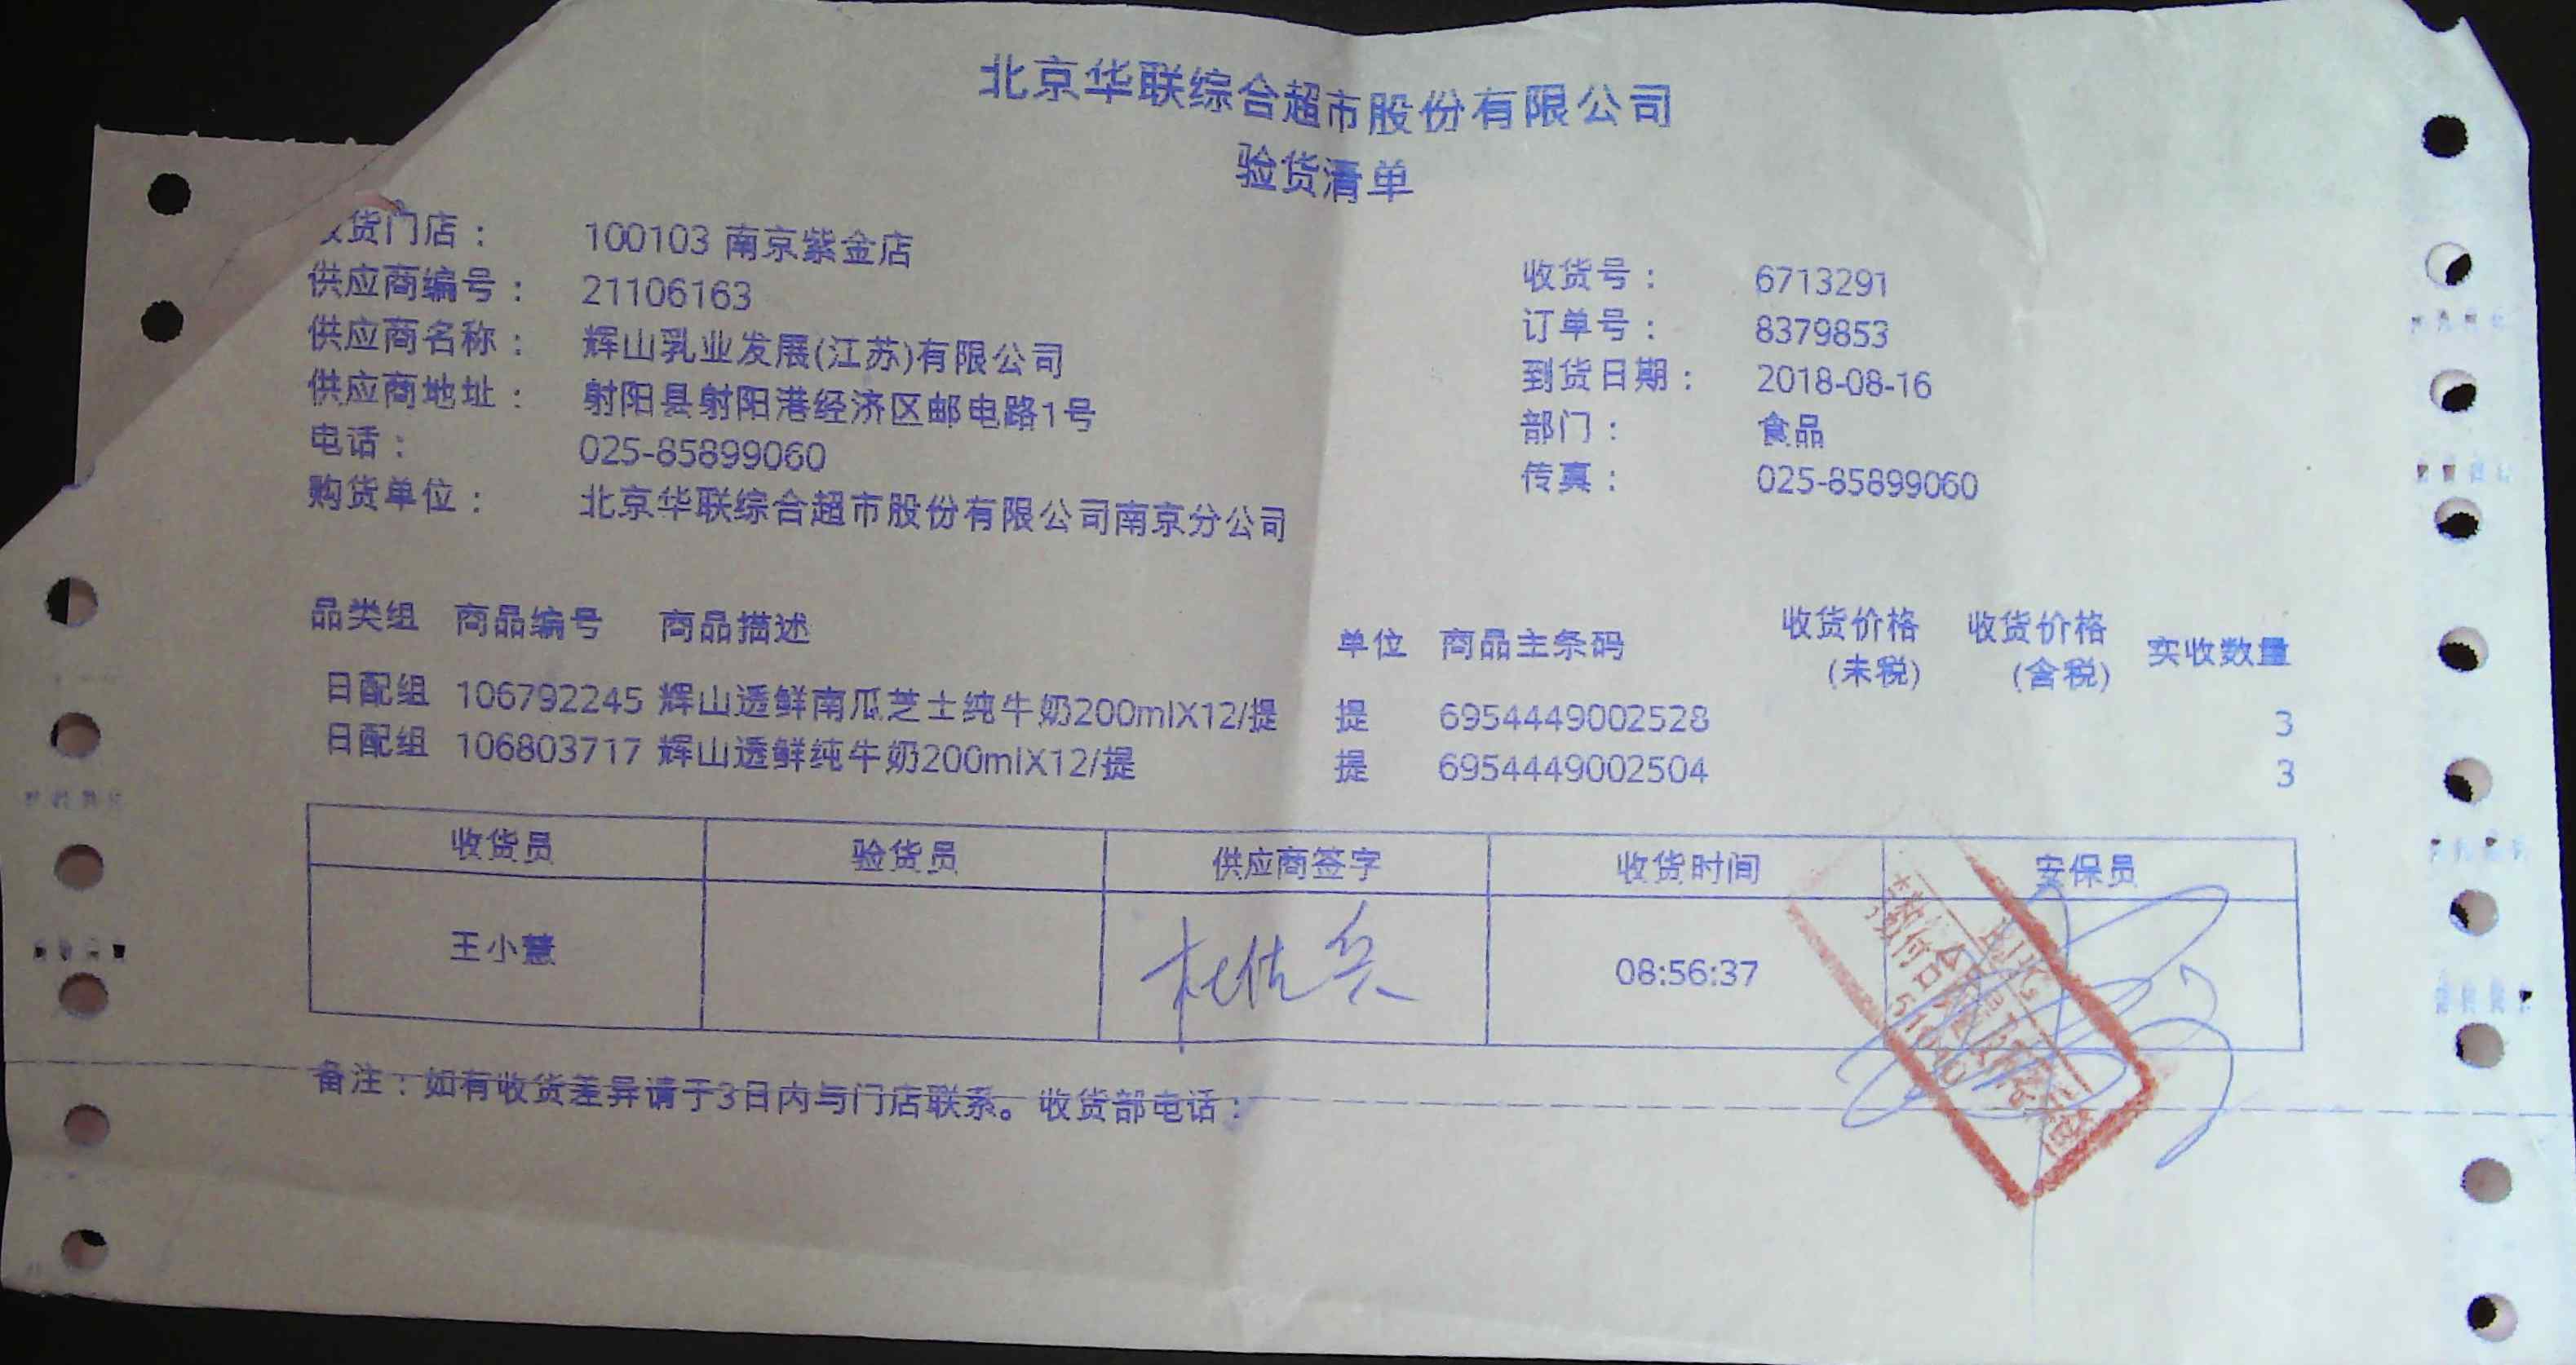 北京华联综合超市股份有限公司
验货清单
货门店： 100103 南京紫金店
供应商编号： 21106163 收货号： 6713291
供应商名称： 辉山乳业发展(江苏)有限公司 订单号： 8379853
供应商地址： 射阳县射阳港经济区邮电路1号 到货日期： 2018-08-16
电话： 025-85899060 部门： 食品
购货单位： 北京华联综合超市股份有限公司南京分公司 传真： 025-85899060
品类组 商品编号 商品描述 单位 商品主条码 收货价格(未税) 收货价格(含税) 实收数量
日配组 106792245 辉山透鲜南瓜芝士纯牛奶200mlX12/提 提 6954449002528 3
日配组 106803717 辉山透鲜纯牛奶200mlX12/提 提 6954449002504 3
收货员 验货员 供应商签字 收货时间 安保员
王小慧 杜佐兵 08:56:37
备注：如有收货差异请于3日内与门店联系。收货部电话：